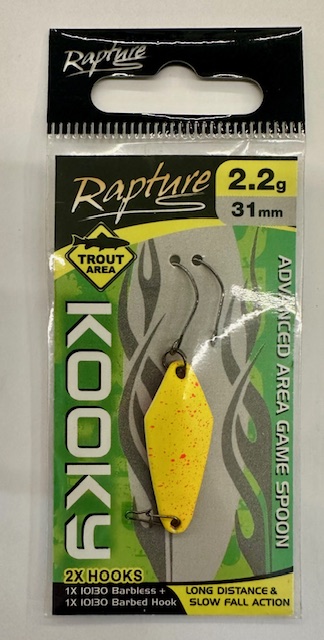 Rapture
Rapture
2.2g
31mm
TROUT
AREA
KOOKY
ADVANCED AREA GAME SPOON
2X HOOKS
1X 10130 Barbless +
1X 10130 Barbed Hook
LONG DISTANCE &
SLOW FALL ACTION